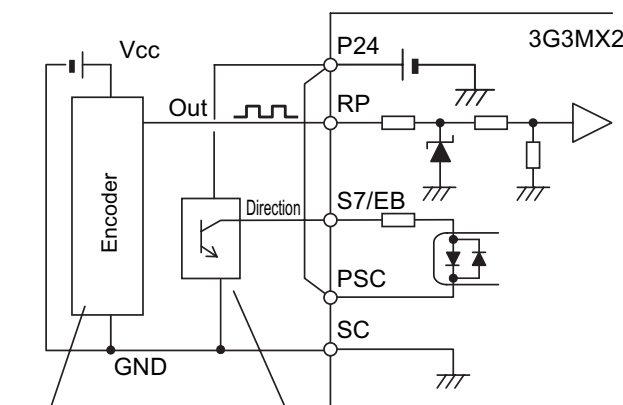 Vcc
P24
3G3MX2
Out
RP
Encoder
Direction
S7/EB
PSC
SC
GND